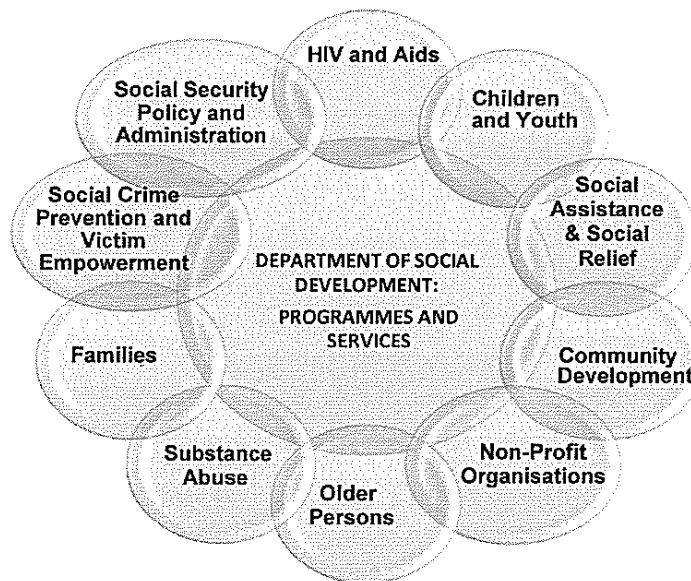 HIV and Aids
Children
and Youth
Social
Assistance
& Social
Relief
Community
Development
Non-Profit
Organisations
Older
Persons
Substance
Abuse
Families
Social Crime
Prevention and
Victim
Empowerment
Social Security
Policy and
Administration
DEPARTMENT OF SOCIAL
DEVELOPMENT:
PROGRAMMES AND
SERVICES